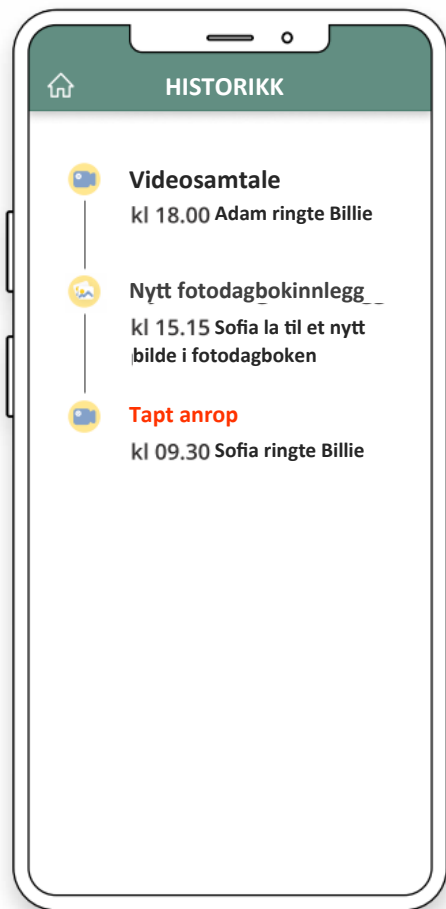 HISTORIKK
Videosamtale
kl 18.00 Adam ringte Billie
Nytt fotodagbokinnlegg
kl 15.15 Sofia la til et nytt
bilde i fotodagboken
Tapt anrop
kl 09.30 Sofia ringte Billie